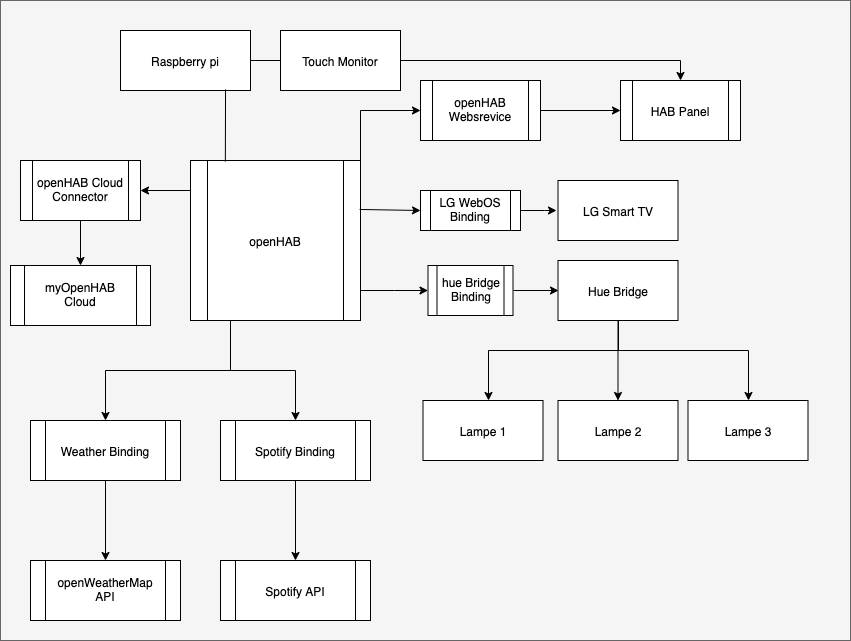 Raspberry pi
Touch Monitor
openHAB
Websrevice
HAB Panel
openHAB Cloud
Connector
LG WebOS
Binding
LG Smart TV
openHAB
myOpenHAB
Cloud
hue Bridge
Binding
Hue Bridge
Lampe 1
Lampe 2
Lampe 3
Weather Binding
Spotify Binding
openWeatherMap
API
Spotify API